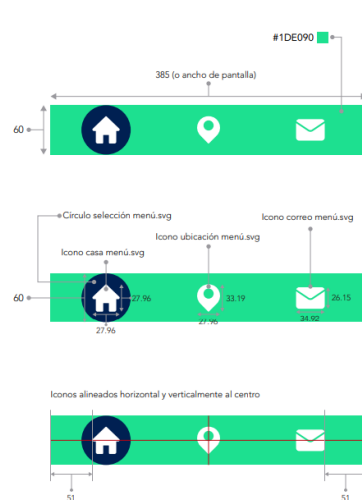 #1DE090
385 (o ancho de pantalla)
60
Círculo selección menú.svg
Icono correo menú.svg
Icono ubicación menú.svg
Icono casa menú.svg
60
27.96
33.19
26.15
27.96
27.96
34.92
Iconos alineados horizontal y verticalmente al centro
51
51